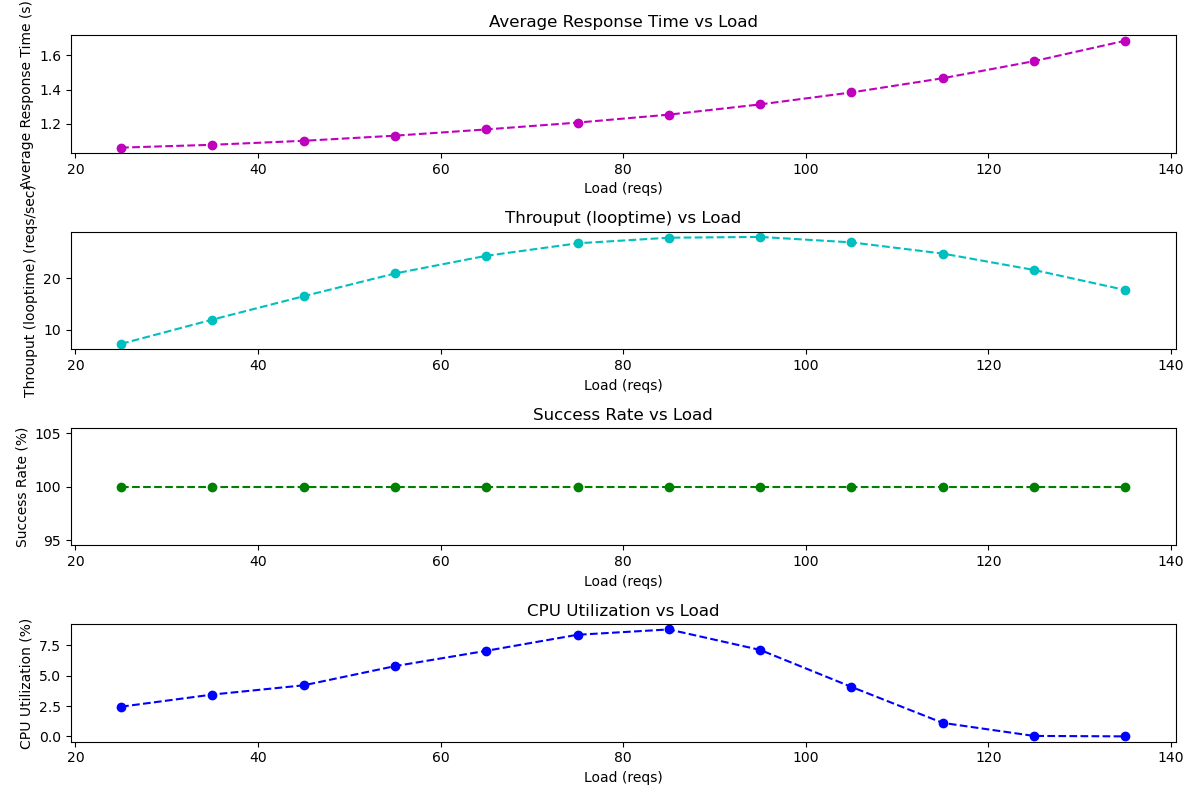 Average Response Time vs Load
Average Response Time (s)
1.6
1.4
1.2
20 40 60 80 100 120 140
Load (reqs)
Throuput (looptime) vs Load
Throuput (looptime) (reqs/sec)
20
10
20 40 60 80 100 120 140
Load (reqs)
Success Rate vs Load
Success Rate (%)
105
100
95
20 40 60 80 100 120 140
Load (reqs)
CPU Utilization vs Load
CPU Utilization (%)
7.5
5.0
2.5
0.0
20 40 60 80 100 120 140
Load (reqs)